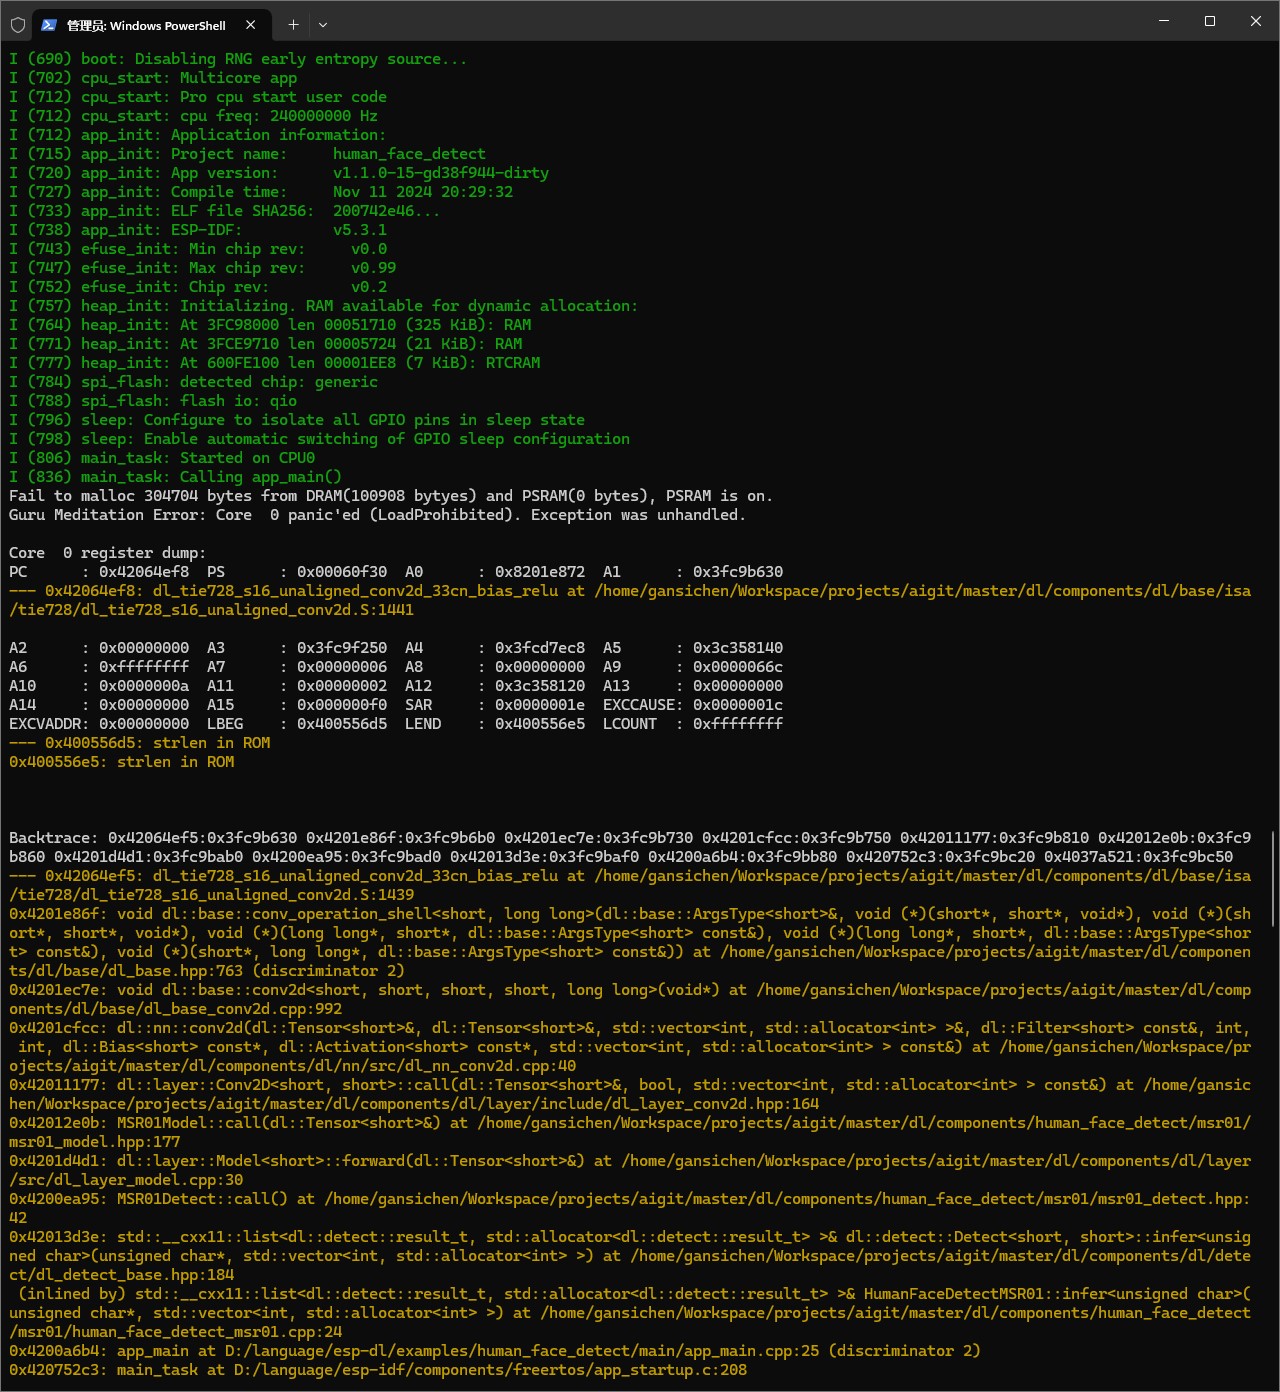 管理员: Windows PowerShell
I (690) boot: Disabling RNG early entropy source...
I (702) cpu_start: Multicore app
I (712) cpu_start: Pro cpu start user code
I (712) cpu_start: cpu freq: 240000000 Hz
I (712) app_init: Application information:
I (715) app_init: Project name:     human_face_detect
I (720) app_init: App version:      v1.1.0-15-gd38f944-dirty
I (727) app_init: Compile time:     Nov 11 2024 20:29:32
I (733) app_init: ELF file SHA256:  200742e46...
I (738) app_init: ESP-IDF:          v5.3.1
I (743) efuse_init: Min chip rev:     v0.0
I (747) efuse_init: Max chip rev:     v0.99
I (752) efuse_init: Chip rev:         v0.2
I (757) heap_init: Initializing. RAM available for dynamic allocation:
I (764) heap_init: At 3FC98000 len 00051710 (325 KiB): RAM
I (771) heap_init: At 3FCE9710 len 00005724 (21 KiB): RAM
I (777) heap_init: At 600FE100 len 00001EE8 (7 KiB): RTCRAM
I (784) spi_flash: detected chip: generic
I (788) spi_flash: flash io: qio
I (796) sleep: Configure to isolate all GPIO pins in sleep state
I (798) sleep: Enable automatic switching of GPIO sleep configuration
I (806) main_task: Started on CPU0
I (836) main_task: Calling app_main()
Fail to malloc 304704 bytes from DRAM(100908 bytyes) and PSRAM(0 bytes), PSRAM is on.
Guru Meditation Error: Core  0 panic'ed (LoadProhibited). Exception was unhandled.
Core  0 register dump:
PC      : 0x42064ef8  PS      : 0x00060f30  A0      : 0x8201e872  A1      : 0x3fc9b630
--- 0x42064ef8: dl_tie728_s16_unaligned_conv2d_33cn_bias_relu at /home/gansichen/Workspace/projects/aigit/master/dl/components/dl/base/isa
/tie728/dl_tie728_s16_unaligned_conv2d.S:1441
A2      : 0x00000000  A3      : 0x3fc9f250  A4      : 0x3fcd7ec8  A5      : 0x3c358140
A6      : 0xffffffff  A7      : 0x00000006  A8      : 0x00000000  A9      : 0x0000066c
A10     : 0x0000000a  A11     : 0x00000002  A12     : 0x3c358120  A13     : 0x00000000
A14     : 0x00000000  A15     : 0x000000f0  SAR     : 0x0000001e  EXCCAUSE: 0x0000001c
EXCVADDR: 0x00000000  LBEG    : 0x400556d5  LEND    : 0x400556e5  LCOUNT  : 0xffffffff
--- 0x400556d5: strlen in ROM
0x400556e5: strlen in ROM
Backtrace: 0x42064ef5:0x3fc9b630 0x4201e86f:0x3fc9b6b0 0x4201ec7e:0x3fc9b730 0x4201cfcc:0x3fc9b750 0x42011177:0x3fc9b810 0x42012e0b:0x3fc9
b860 0x4201d4d1:0x3fc9bab0 0x4200ea95:0x3fc9bad0 0x42013d3e:0x3fc9baf0 0x4200a6b4:0x3fc9bb80 0x420752c3:0x3fc9bc20 0x4037a521:0x3fc9bc50
--- 0x42064ef5: dl_tie728_s16_unaligned_conv2d_33cn_bias_relu at /home/gansichen/Workspace/projects/aigit/master/dl/components/dl/base/isa
/tie728/dl_tie728_s16_unaligned_conv2d.S:1439
0x4201e86f: void dl::base::conv_operation_shell<short, long long>(dl::base::ArgsType<short>&, void (*)(short*, short*, void*), void (*)(sh
ort*, short*, void*), void (*)(long long*, short*, dl::base::ArgsType<short> const&), void (*)(long long*, short*, dl::base::ArgsType<shor
t> const&), void (*)(short*, long long*, dl::base::ArgsType<short> const&)) at /home/gansichen/Workspace/projects/aigit/master/dl/componen
ts/dl/base/dl_base.hpp:763 (discriminator 2)
0x4201ec7e: void dl::base::conv2d<short, short, short, short, long long>(void*) at /home/gansichen/Workspace/projects/aigit/master/dl/comp
onents/dl/base/dl_base_conv2d.cpp:992
0x4201cfcc: dl::nn::conv2d(dl::Tensor<short>&, dl::Tensor<short>&, std::vector<int, std::allocator<int> >&, dl::Filter<short> const&, int,
 int, dl::Bias<short> const*, dl::Activation<short> const*, std::vector<int, std::allocator<int> > const&) at /home/gansichen/Workspace/pr
ojects/aigit/master/dl/components/dl/nn/src/dl_nn_conv2d.cpp:40
0x42011177: dl::layer::Conv2D<short, short>::call(dl::Tensor<short>&, bool, std::vector<int, std::allocator<int> > const&) at /home/gansic
hen/Workspace/projects/aigit/master/dl/components/dl/layer/include/dl_layer_conv2d.hpp:164
0x42012e0b: MSR01Model::call(dl::Tensor<short>&) at /home/gansichen/Workspace/projects/aigit/master/dl/components/human_face_detect/msr01/
msr01_model.hpp:177
0x4201d4d1: dl::layer::Model<short>::forward(dl::Tensor<short>&) at /home/gansichen/Workspace/projects/aigit/master/dl/components/dl/layer
/src/dl_layer_model.cpp:30
0x4200ea95: MSR01Detect::call() at /home/gansichen/Workspace/projects/aigit/master/dl/components/human_face_detect/msr01/msr01_detect.hpp:
42
0x42013d3e: std::__cxx11::list<dl::detect::result_t, std::allocator<dl::detect::result_t> >& dl::detect::Detect<short, short>::infer<unsig
ned char>(unsigned char*, std::vector<int, std::allocator<int> >) at /home/gansichen/Workspace/projects/aigit/master/dl/components/dl/dete
ct/dl_detect_base.hpp:184
 (inlined by) std::__cxx11::list<dl::detect::result_t, std::allocator<dl::detect::result_t> >& HumanFaceDetectMSR01::infer<unsigned char>(
unsigned char*, std::vector<int, std::allocator<int> >) at /home/gansichen/Workspace/projects/aigit/master/dl/components/human_face_detect
/msr01/human_face_detect_msr01.cpp:24
0x4200a6b4: app_main at D:/language/esp-dl/examples/human_face_detect/main/app_main.cpp:25 (discriminator 2)
0x420752c3: main_task at D:/language/esp-idf/components/freertos/app_startup.c:208